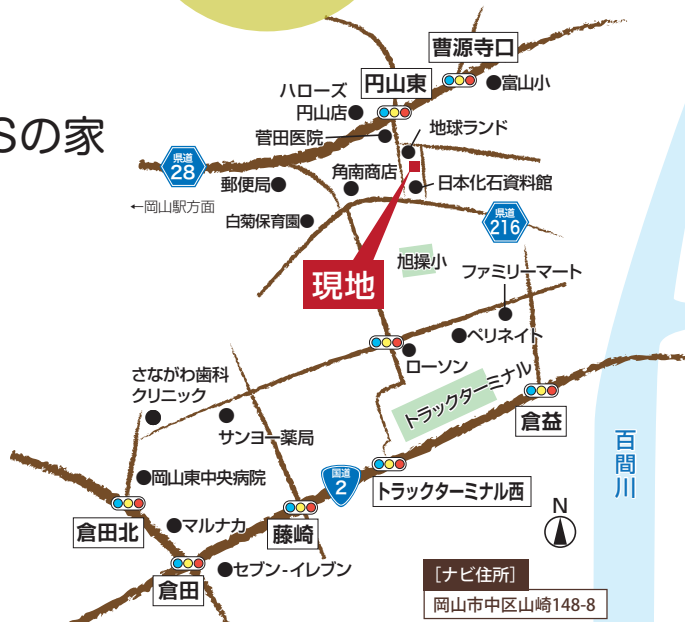 曹源寺口
円山東
富山小
ハローズ
円山店
Sの家
菅田医院
地球ランド
県道
28
郵便局
角南商店
日本化石資料館
←岡山駅方面
白菊保育園
県道
216
旭操小
ファミリーマート
現地
ペリネイト
ローソン
さながわ歯科
クリニック
トラックターミナル
サンヨー薬局
倉益
百間川
岡山東中央病院
国道
2
トラックターミナル西
N
倉田北
マルナカ
藤崎
セブン-イレブン
倉田
[ナビ住所]
岡山市中区山崎148-8